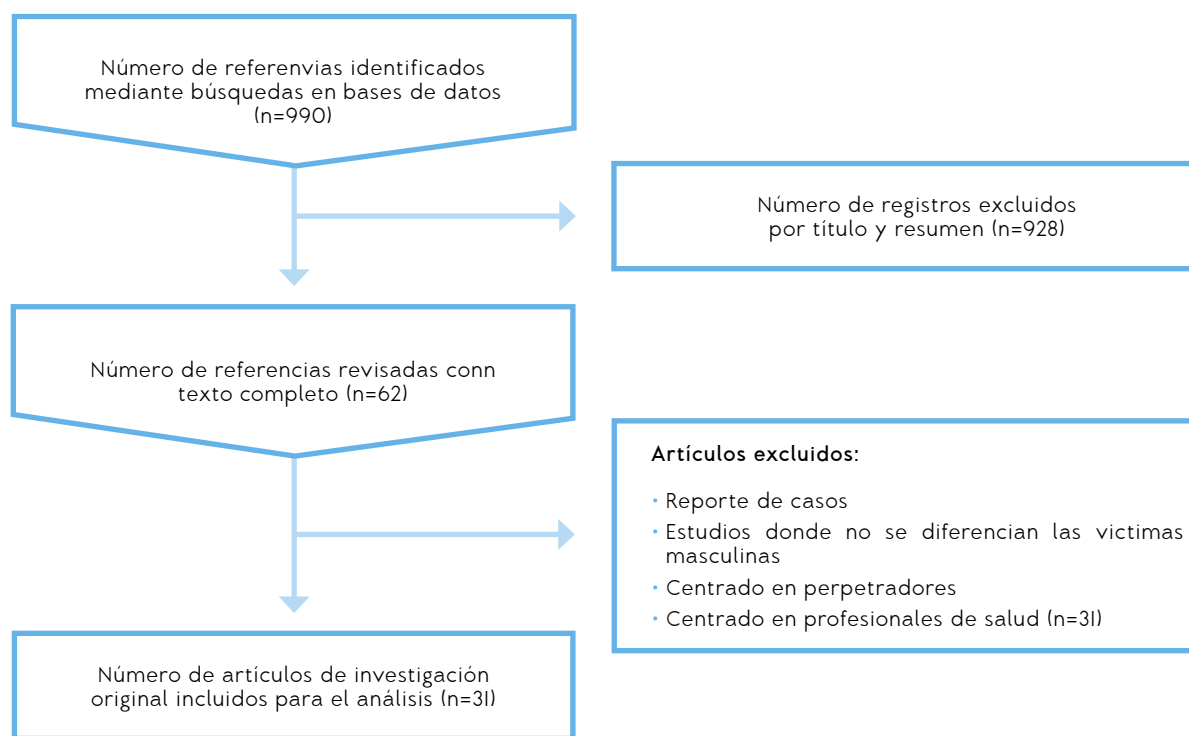 Número de referenvias identificados
mediante búsquedas en bases de datos
(n=990)
Número de registros excluidos
por título y resumen (n=928)
Número de referencias revisadas conn
texto completo (n=62)
Artículos excluidos:
• Reporte de casos
• Estudios donde no se diferencian las victimas
masculinas
• Centrado en perpetradores
• Centrado en profesionales de salud (n=31)
Número de artículos de investigación
original incluidos para el análisis (n=31)